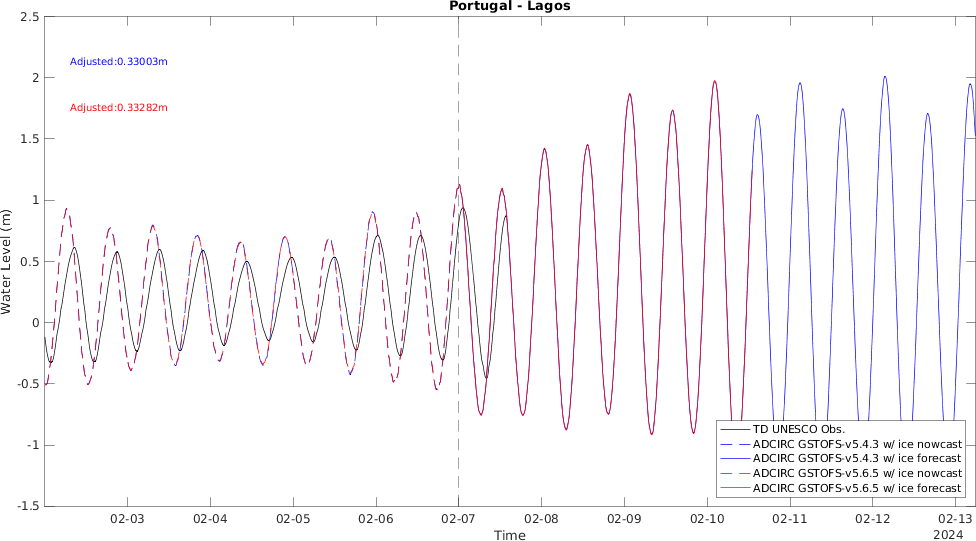 Portugal - Lagos
2.5
2
1.5
1
0.5
0
-0.5
-1
-1.5
Water Level (m)
Adjusted:0.33003m
Adjusted:0.33282m
TD UNESCO Obs.
ADCIRC GSTOFS-v5.4.3 w/ ice nowcast
ADCIRC GSTOFS-v5.4.3 w/ ice forecast
ADCIRC GSTOFS-v5.6.5 w/ ice nowcast
ADCIRC GSTOFS-v5.6.5 w/ ice forecast
02-03 02-04 02-05 02-06 02-07 02-08 02-09 02-10 02-11 02-12 02-13
Time
2024